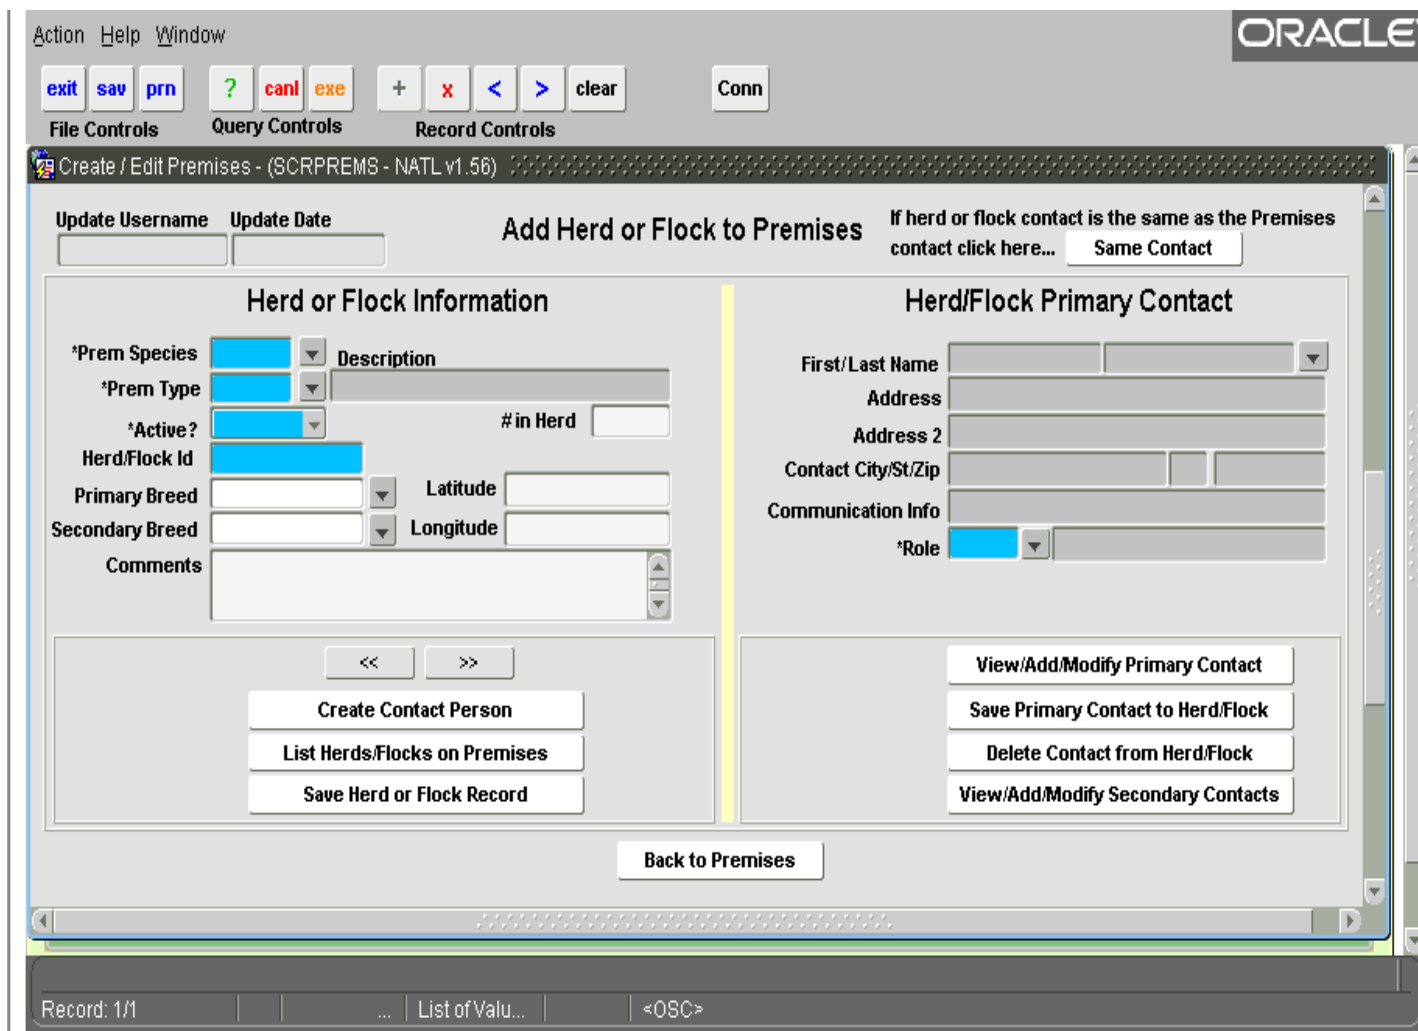 Action Help Window
ORACLE
exit sav prn ? canl exe + x < > clear Conn
File Controls Query Controls Record Controls
Create / Edit Premises - (SCRPREMS - NATL v1.56)
Update Username Update Date
Add Herd or Flock to Premises
If herd or flock contact is the same as the Premises
contact click here... Same Contact
Herd or Flock Information
*Prem Species
Description
*Prem Type
*Active?
# in Herd
Herd/Flock Id
Primary Breed
Latitude
Secondary Breed
Longitude
Comments
<< >>
Create Contact Person
List Herds/Flocks on Premises
Save Herd or Flock Record
Herd/Flock Primary Contact
First/Last Name
Address
Address 2
Contact City/St/Zip
Communication Info
*Role
View/Add/Modify Primary Contact
Save Primary Contact to Herd/Flock
Delete Contact from Herd/Flock
View/Add/Modify Secondary Contacts
Back to Premises
Record: 1/1 ... List of Valu... <OSC>